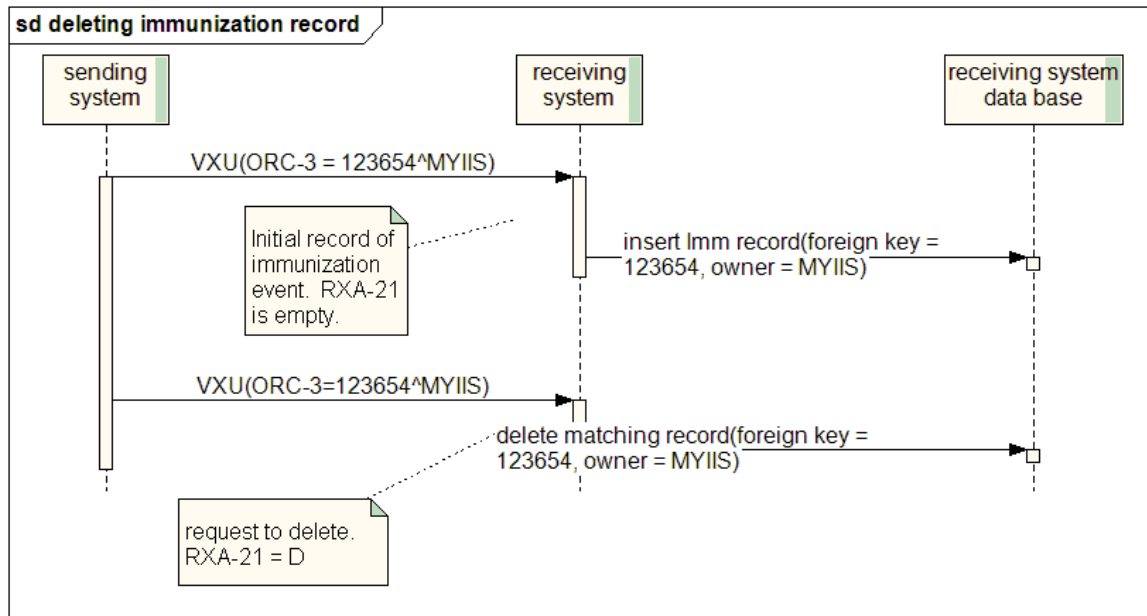 sd deleting immunization record
sending
system
receiving
system
receiving system
data base
VXU(ORC-3 = 123654^MYIIS)
Initial record of
immunization
event. RXA-21
is empty.
insert Imm record(foreign key =
123654, owner = MYIIS)
VXU(ORC-3=123654^MYIIS)
delete matching record(foreign key =
123654, owner = MYIIS)
request to delete.
RXA-21 = D